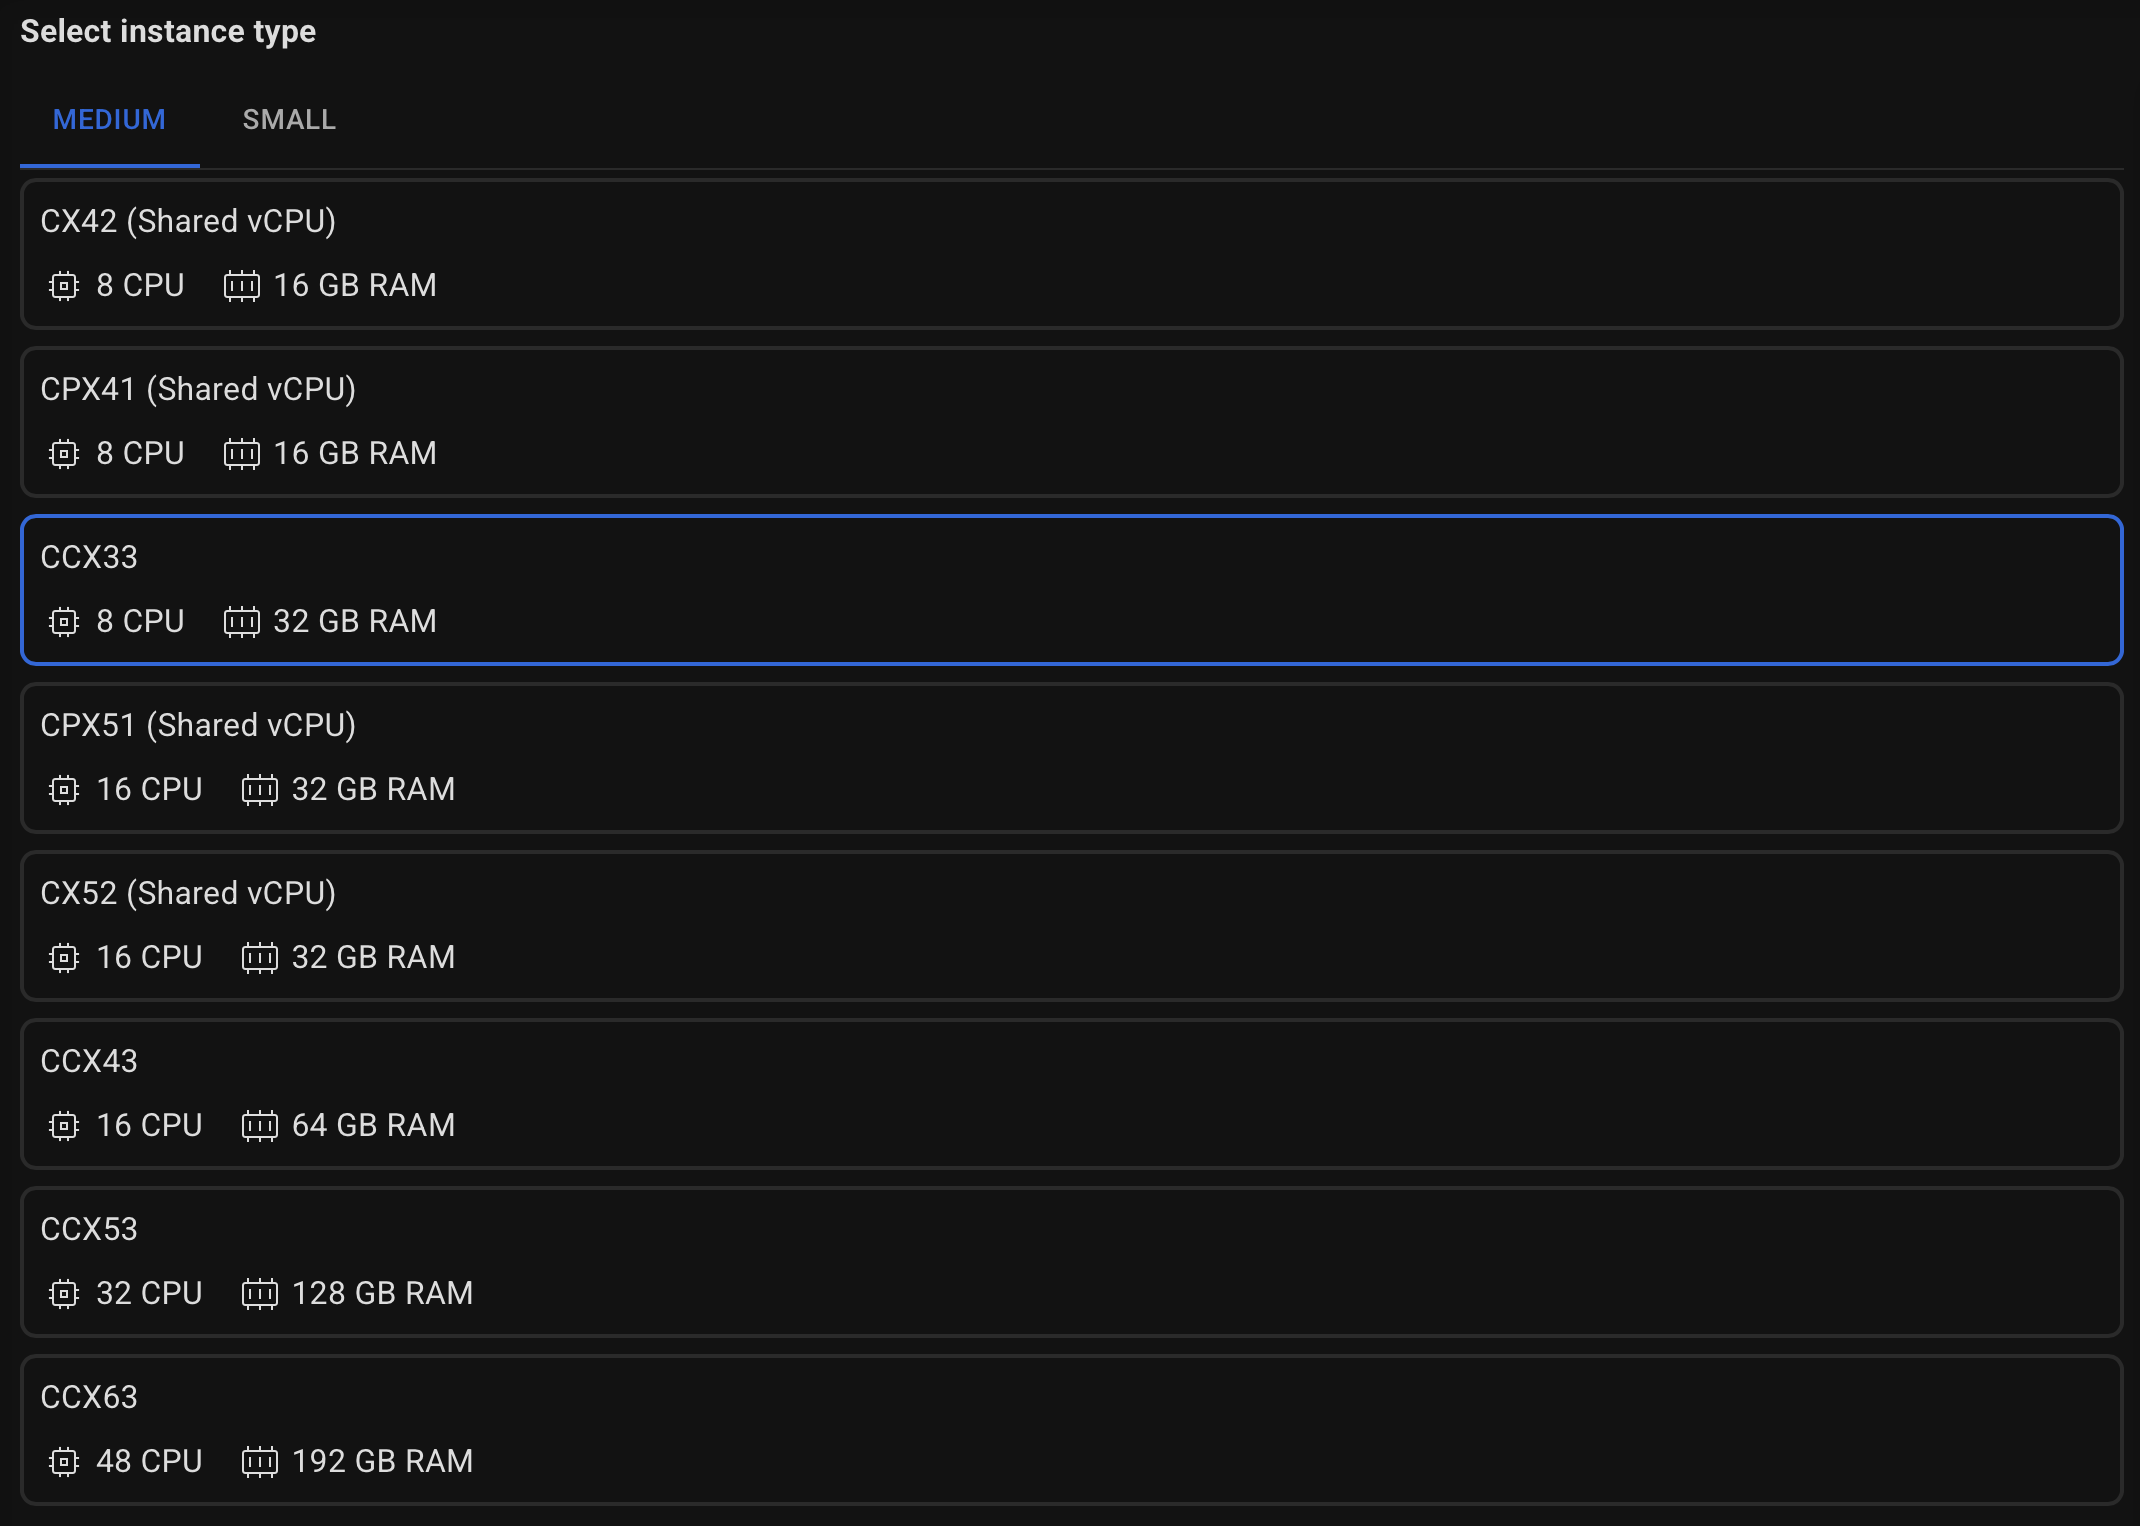 Select instance type
MEDIUM SMALL
CX42 (Shared vCPU)
8 CPU 16 GB RAM
CPX41 (Shared vCPU)
8 CPU 16 GB RAM
CCX33
8 CPU 32 GB RAM
CPX51 (Shared vCPU)
16 CPU 32 GB RAM
CX52 (Shared vCPU)
16 CPU 32 GB RAM
CCX43
16 CPU 64 GB RAM
CCX53
32 CPU 128 GB RAM
CCX63
48 CPU 192 GB RAM